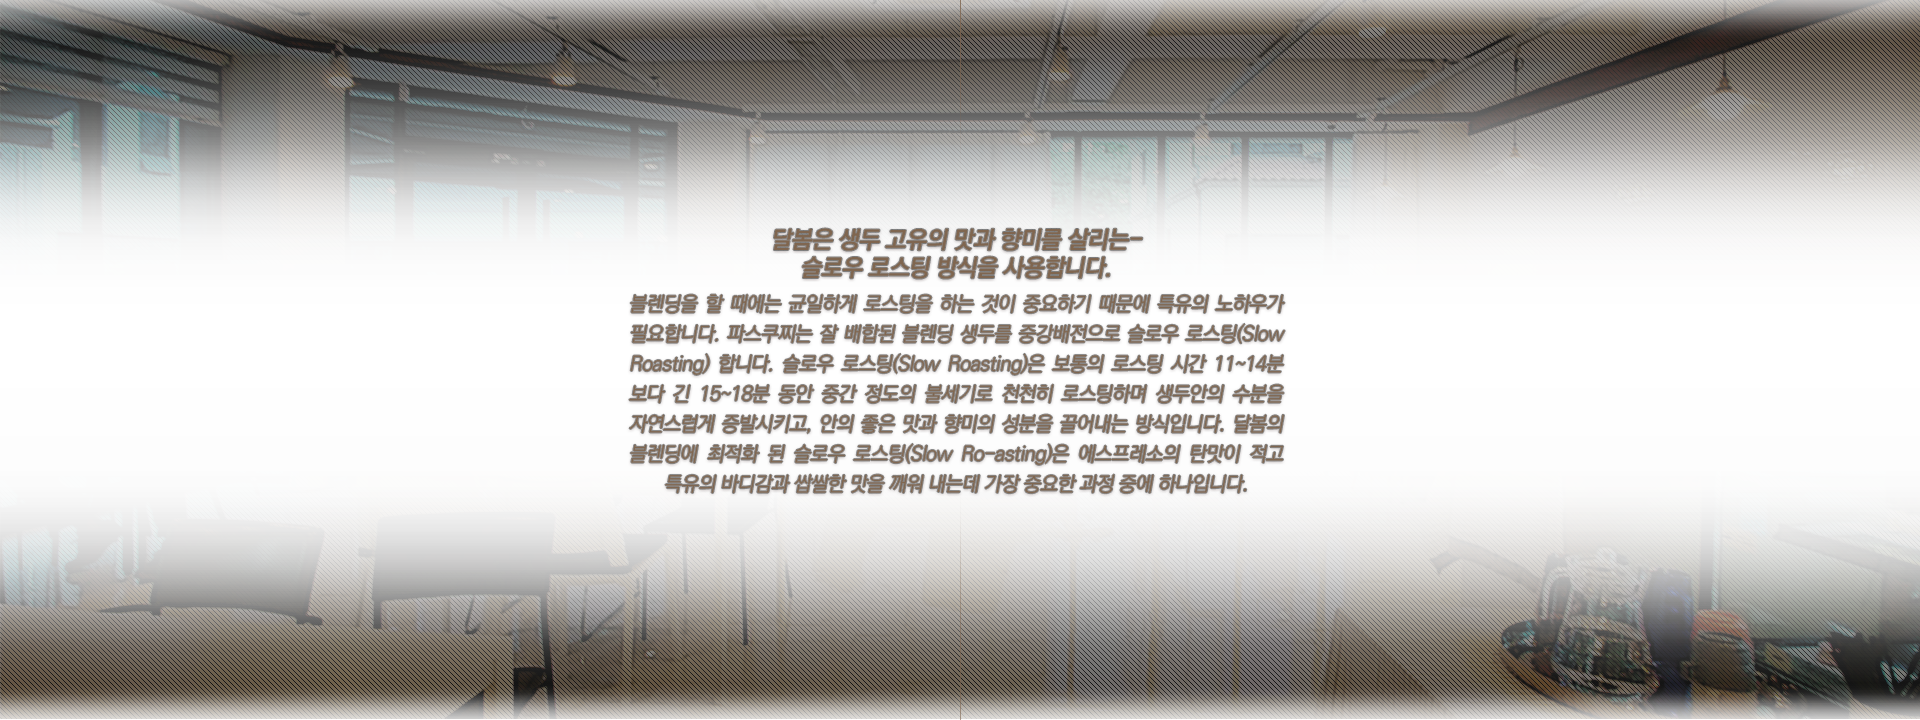 달봄은 생두 고유의 맛과 향미를 살리는-
슬로우 로스팅 방식을 사용합니다.
블렌딩을 할 때에는 균일하게 로스팅을 하는 것이 중요하기 때문에 특유의 노하우가
필요합니다. 파스쿠찌는 잘 배합된 블렌딩 생두를 중강배전으로 슬로우 로스팅(Slow
Roasting) 합니다. 슬로우 로스팅(Slow Roasting)은 보통의 로스팅 시간 11~14분
보다 긴 15~18분 동안 중간 정도의 불세기로 천천히 로스팅하며 생두안의 수분을
자연스럽게 증발시키고, 안의 좋은 맛과 향미의 성분을 끌어내는 방식입니다. 달봄의
블렌딩에 최적화 된 슬로우 로스팅(Slow Ro-asting)은 에스프레소의 탄맛이 적고
특유의 바디감과 쌉쌀한 맛을 깨워 내는데 가장 중요한 과정 중에 하나입니다.